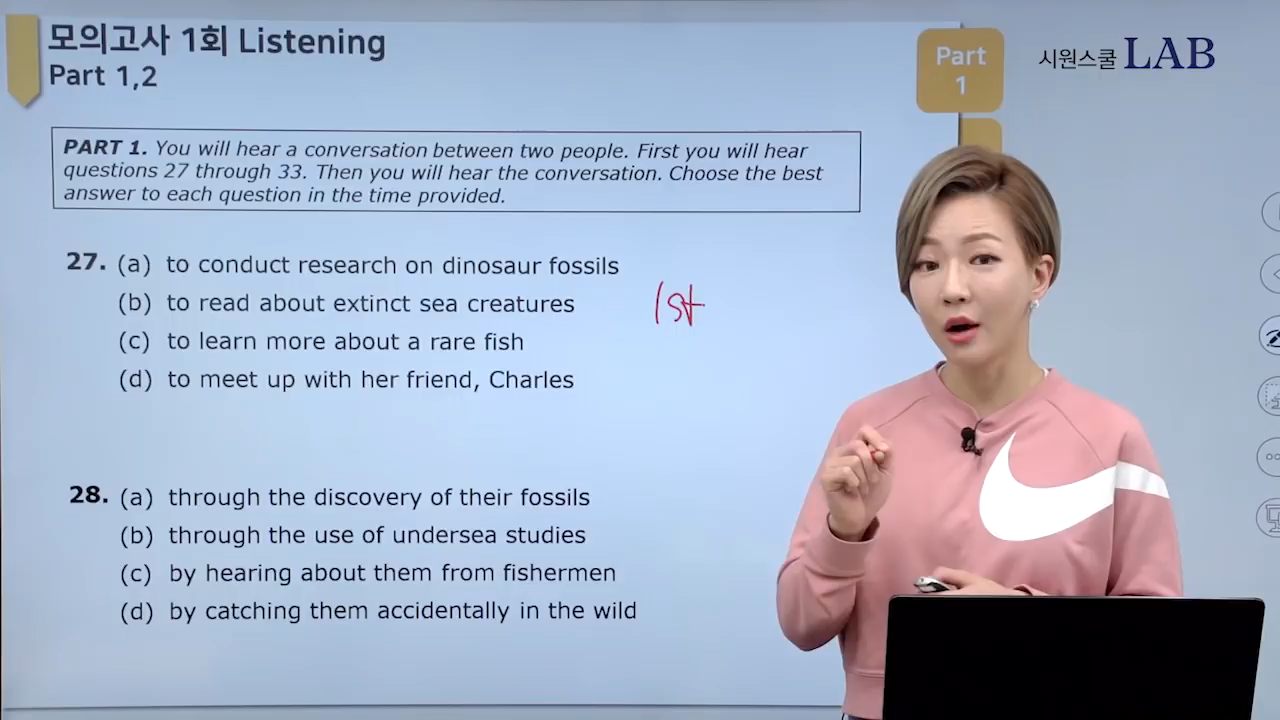 모의고사 1회 Listening
Part 1,2
Part
1
시원스쿨 LAB
PART 1. You will hear a conversation between two people. First you will hear
questions 27 through 33. Then you will hear the conversation. Choose the best
answer to each question in the time provided.
27. (a) to conduct research on dinosaur fossils
(b) to read about extinct sea creatures
1st
(c) to learn more about a rare fish
(d) to meet up with her friend, Charles
28. (a) through the discovery of their fossils
(b) through the use of undersea studies
(c) by hearing about them from fishermen
(d) by catching them accidentally in the wild